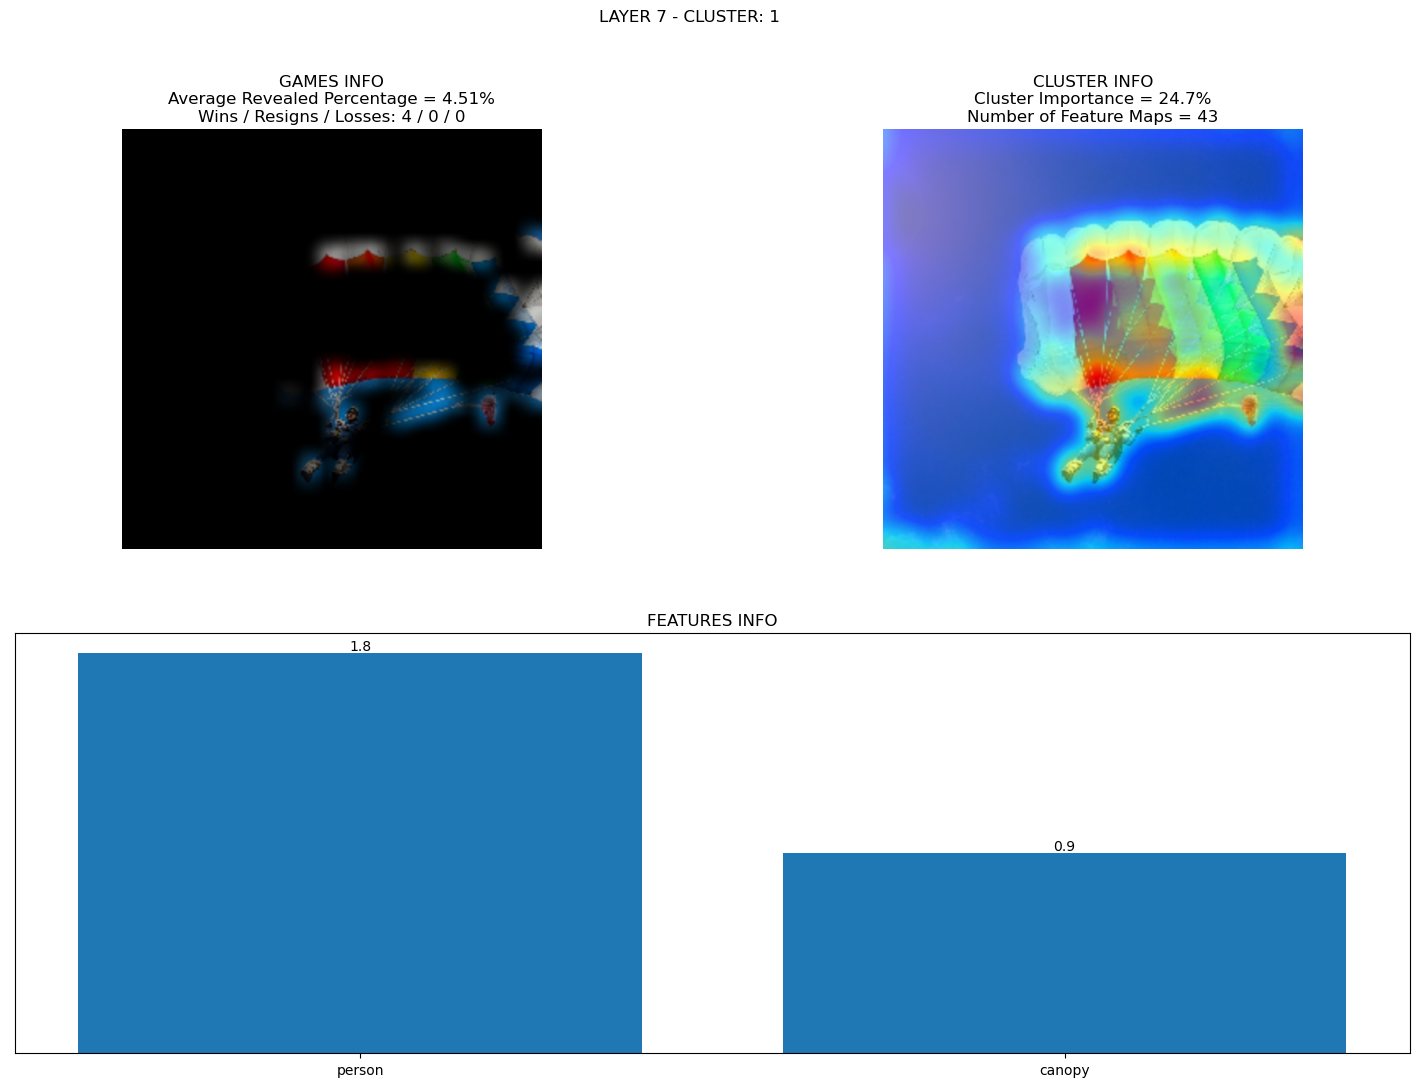 LAYER 7 - CLUSTER: 1
GAMES INFO
Average Revealed Percentage = 4.51%
Wins / Resigns / Losses: 4 / 0 / 0
CLUSTER INFO
Cluster Importance = 24.7%
Number of Feature Maps = 43
FEATURES INFO
1.8
0.9
person
canopy